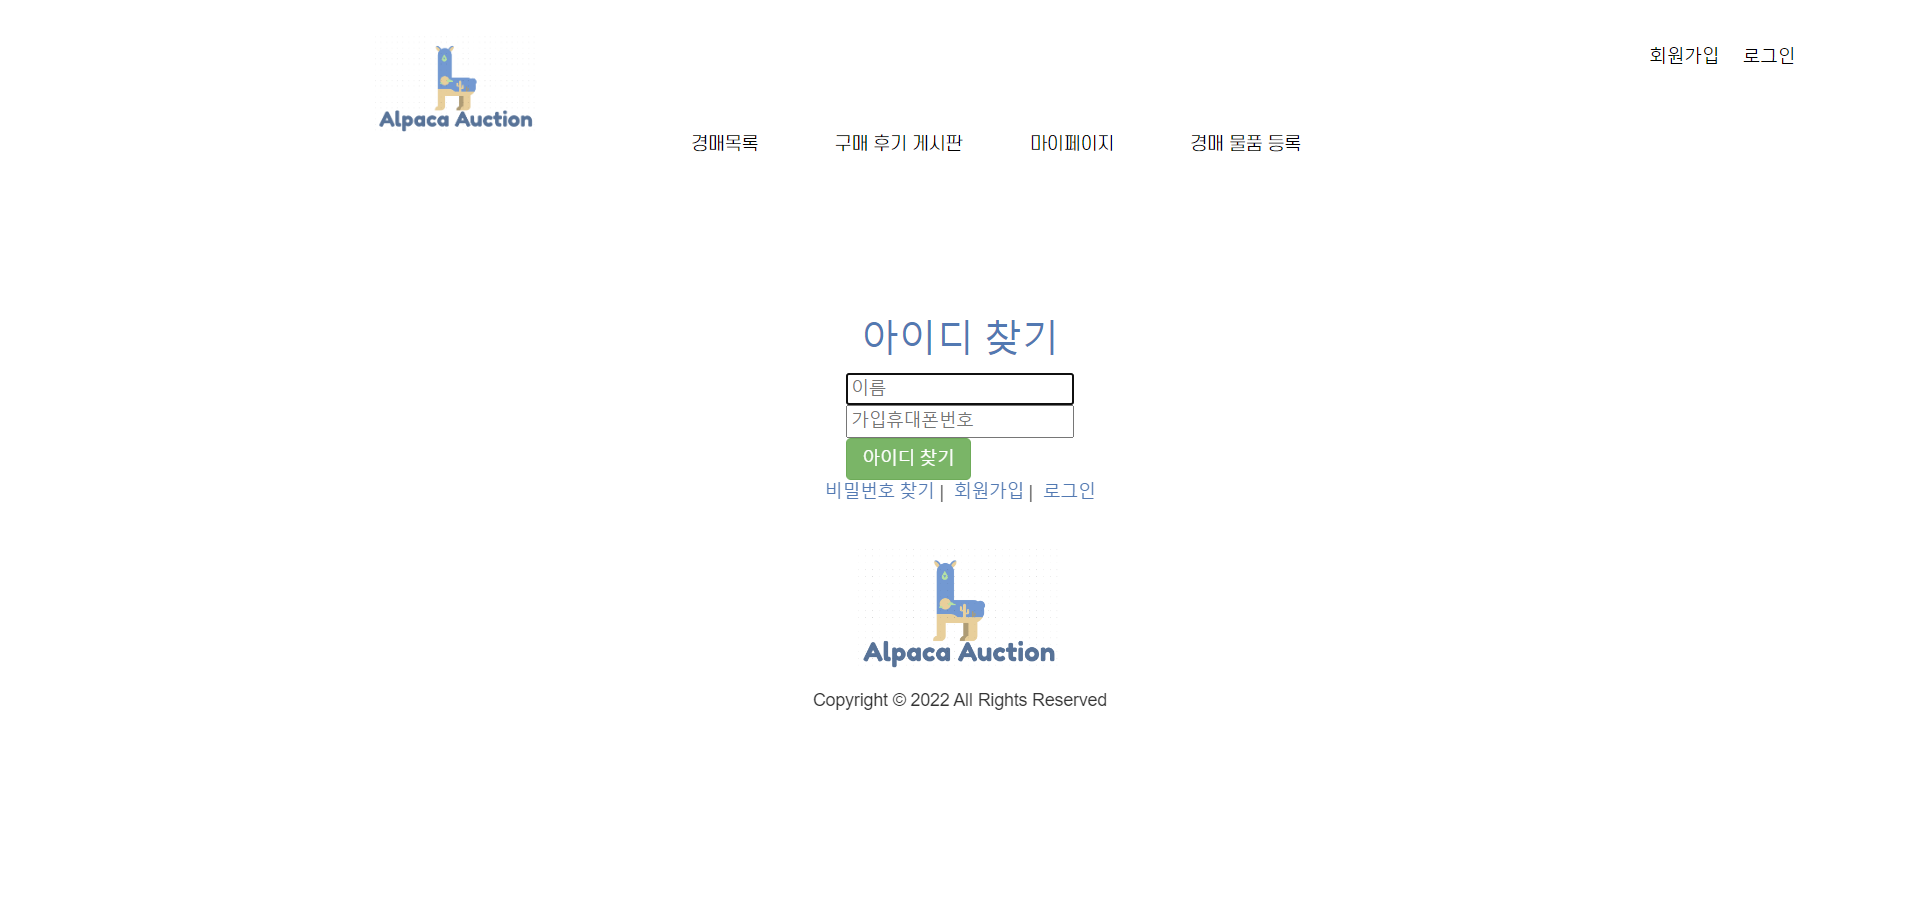 회원가입 로그인
Alpaca Auction
경매목록 구매 후기 게시판 마이페이지 경매 물품 등록
아이디 찾기
이름
가입휴대폰번호
아이디 찾기
비밀번호 찾기 | 회원가입 | 로그인
Alpaca Auction
Copyright © 2022 All Rights Reserved